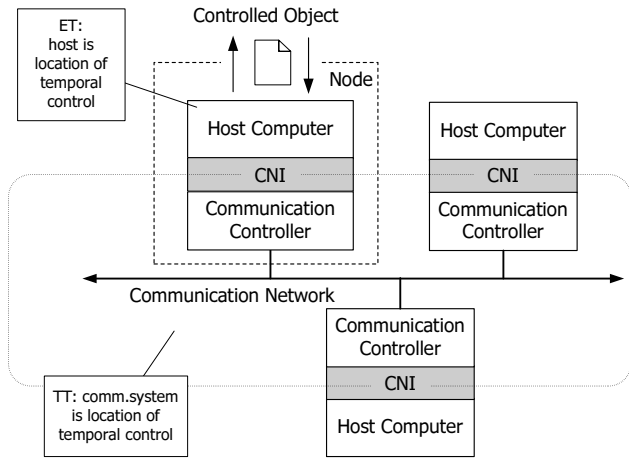 Controlled Object
ET:
host is
location of
temporal
control
Node
Host Computer
CNI
Communication
Controller
Host Computer
CNI
Communication
Controller
Communication Network
Communication
Controller
CNI
Host Computer
TT: comm.system
is location of
temporal control